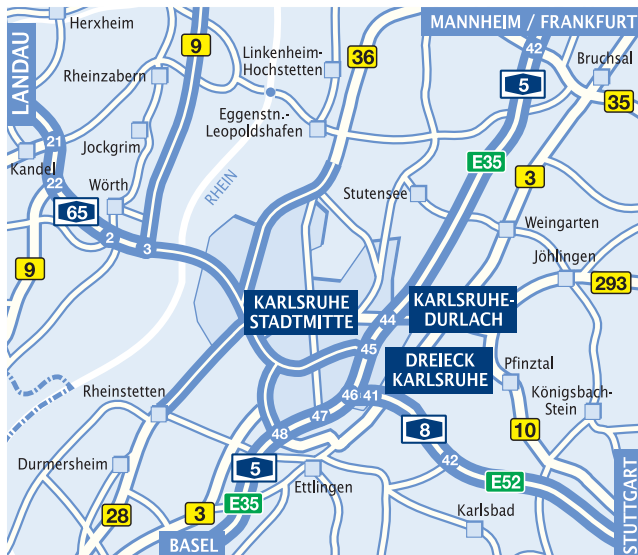 Herxheim
9
MANNHEIM / FRANKFURT
42
LANDAU
Linkenheim-
Hochstetten
36
Bruchsal
Rheinzabern
5
35
Eggenstn.-
Leopoldshafen
21
Jockgrim
E35
Kandel
3
22
Wörth
RHEIN
Stutensee
65
2
3
Weingarten
9
Jöhlingen
293
KARLSRUHE
STADTMITTE
KARLSRUHE-
DURLACH
44
45
DREIECK
KARLSRUHE
Pfinztal
46
41
Rheinstetten
47
Königsbach-
Stein
48
8
10
Durmersheim
5
42
Ettlingen
E52
E35
28
3
Karlsbad
BASEL
STUTTGART